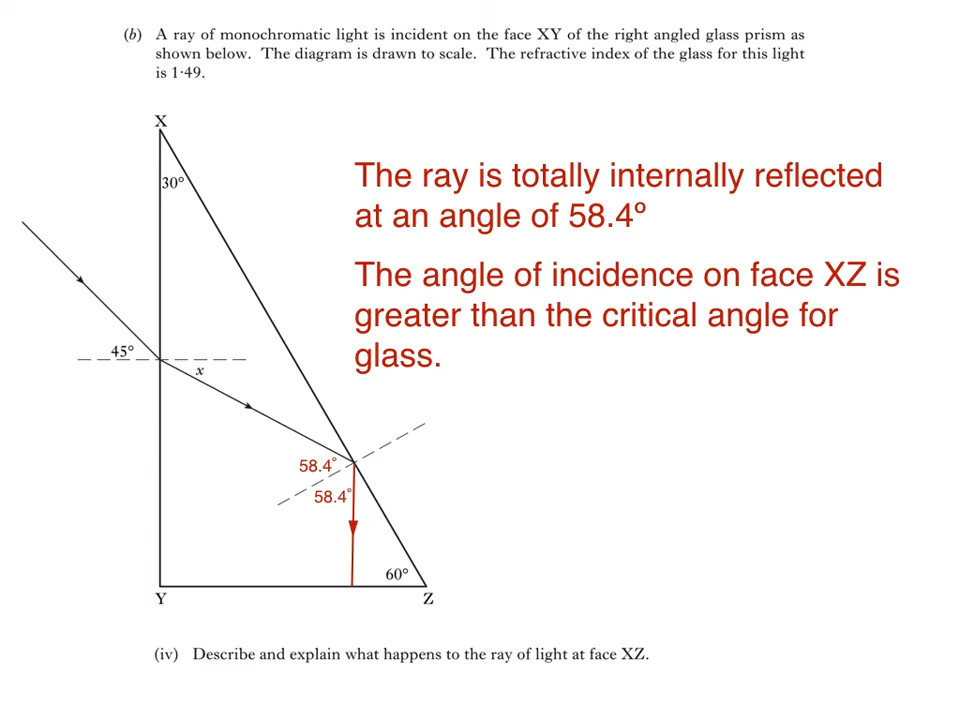 (b) A ray of monochromatic light is incident on the face XY of the right angled glass prism as
shown below. The diagram is drawn to scale. The refractive index of the glass for this light
is 1·49.
X
30°
The ray is totally internally reflected
at an angle of 58.4º
The angle of incidence on face XZ is
greater than the critical angle for
glass.
45°
x
58.4°
58.4°
60°
Y
Z
(iv) Describe and explain what happens to the ray of light at face XZ.